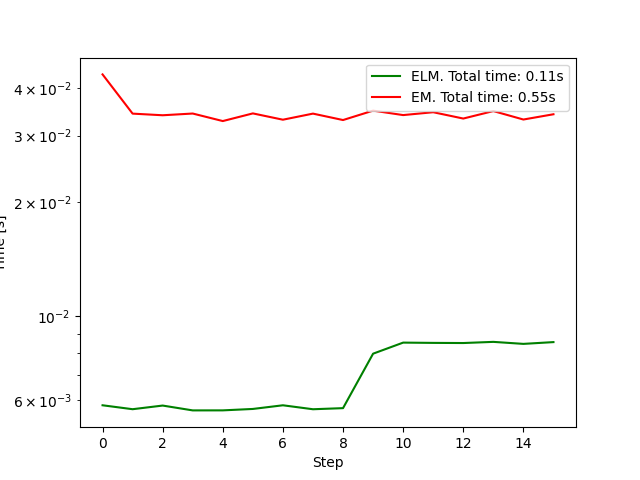 ELM. Total time: 0.11s
EM. Total time: 0.55s
4 × 10⁻²
3 × 10⁻²
2 × 10⁻²
10⁻²
6 × 10⁻³
0 2 4 6 8 10 12 14
Step